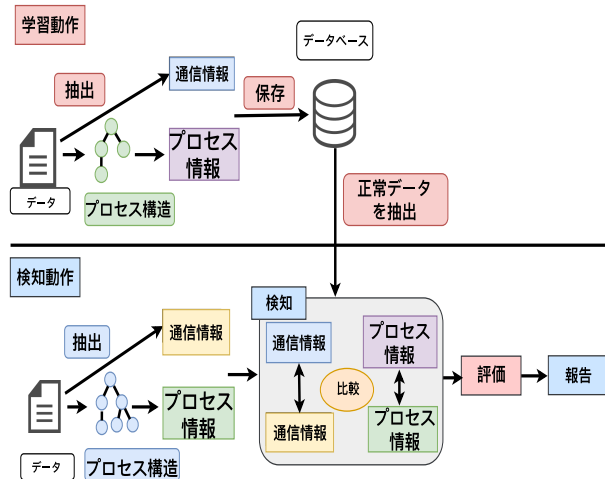 学習動作
データベース
通信情報
抽出
保存
プロセス
情報
正常データ
を抽出
データ
プロセス構造
検知動作
検知
通信情報
抽出
通信情報
プロセス
情報
比較
プロセス
情報
評価
報告
通信情報
プロセス
情報
データ
プロセス構造